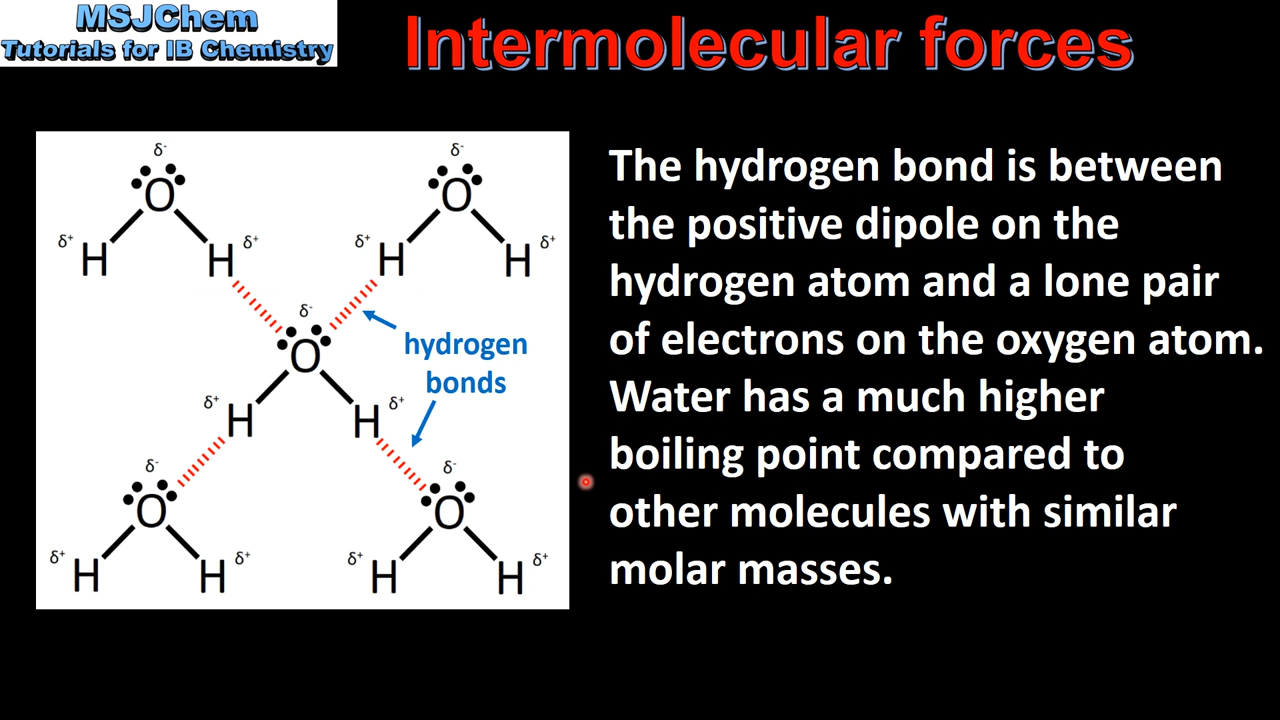 MSJChem
Tutorials for IB Chemistry
Intermolecular forces
δ-
O
H
δ+
H
δ+
δ-
O
δ+
H
H
δ+
δ-
O
δ+
H
H
δ+
hydrogen
bonds
δ-
O
δ+
H
H
δ+
δ-
O
δ+
H
H
δ+
The hydrogen bond is between
the positive dipole on the
hydrogen atom and a lone pair
of electrons on the oxygen atom.
Water has a much higher
boiling point compared to
other molecules with similar
molar masses.